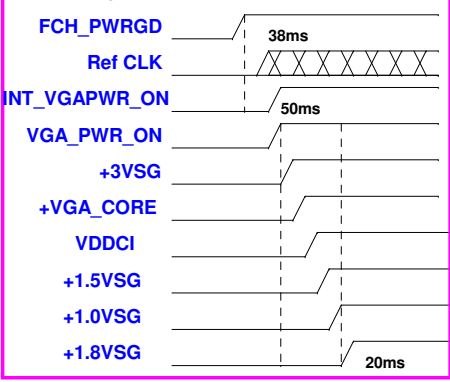 FCH_PWRGD
38ms
Ref CLK
INT_VGAPWR_ON
50ms
VGA_PWR_ON
+3VSG
+VGA_CORE
VDDCI
+1.5VSG
+1.0VSG
+1.8VSG
20ms